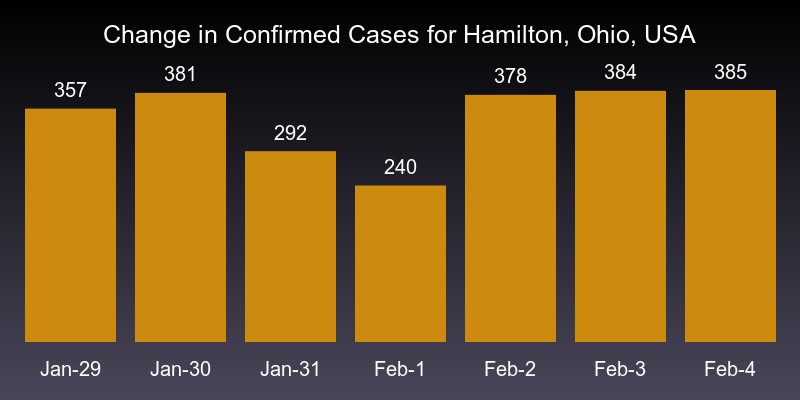 Change in Confirmed Cases for Hamilton, Ohio, USA
357
381
292
240
378
384
385
Jan-29
Jan-30
Jan-31
Feb-1
Feb-2
Feb-3
Feb-4